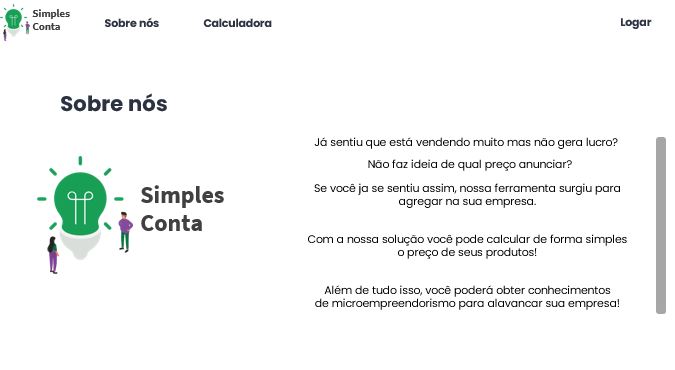 Simples
Conta
Sobre nós
Calculadora
Logar
Sobre nós
Simples
Conta
Já sentiu que está vendendo muito mas não gera lucro?
Não faz ideia de qual preço anunciar?
Se você ja se sentiu assim, nossa ferramenta surgiu para
agregar na sua empresa.
Com a nossa solução você pode calcular de forma simples
o preço de seus produtos!
Além de tudo isso, você poderá obter conhecimentos
de microempreendorismo para alavancar sua empresa!